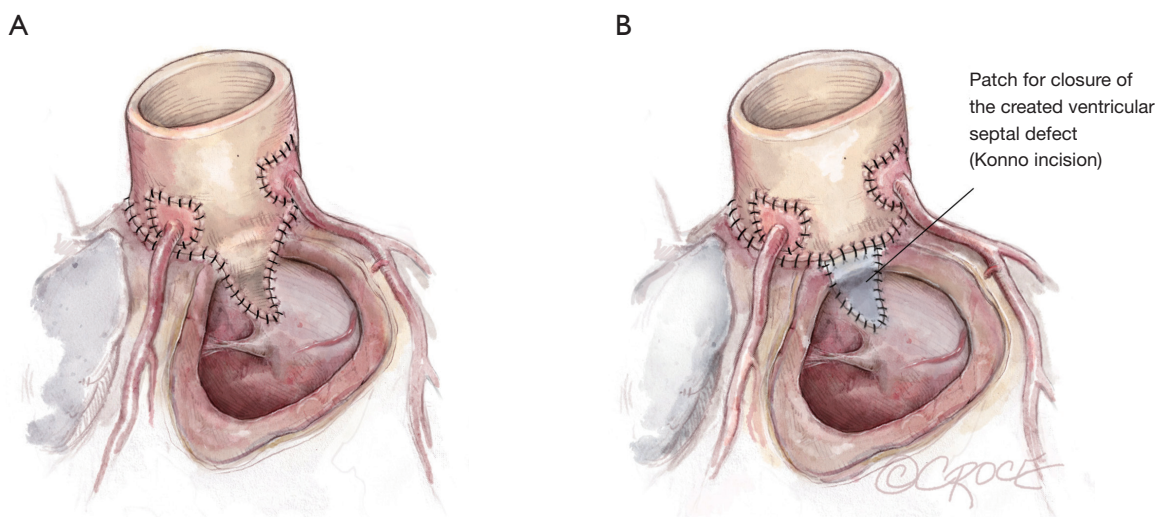 A
B
Patch for closure of
the created ventricular
septal defect
(Konno incision)
©CROCE